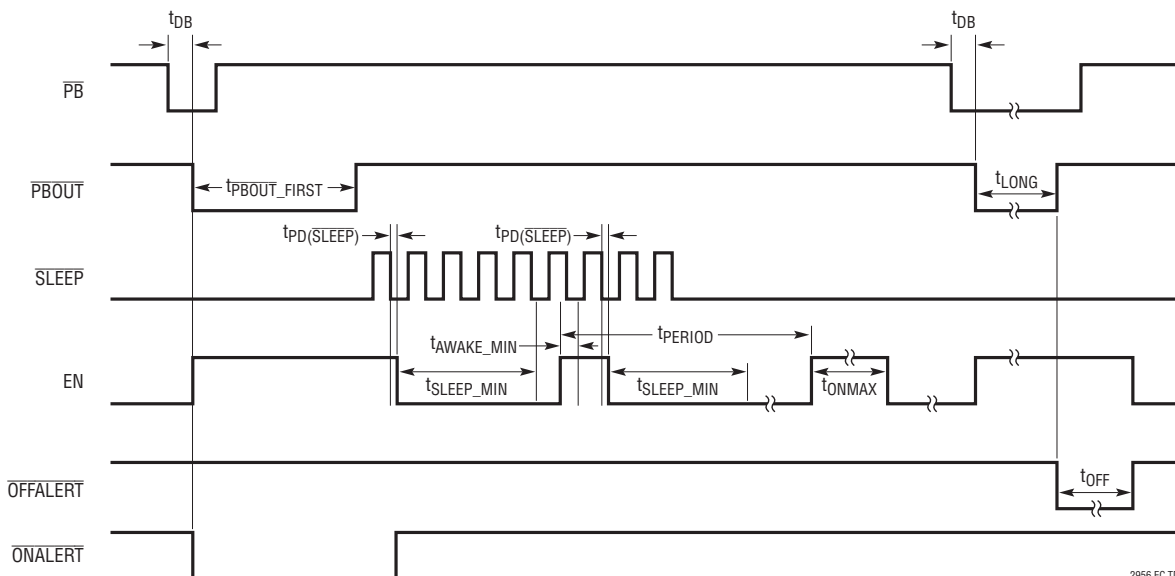 tDB
tDB
PB
PBOUT
tPBOUT_FIRST
tLONG
tPD(SLEEP)
tPD(SLEEP)
SLEEP
tAWAKE_MIN
tPERIOD
EN
tSLEEP_MIN
tSLEEP_MIN
tONMAX
OFFALERT
tOFF
ONALERT